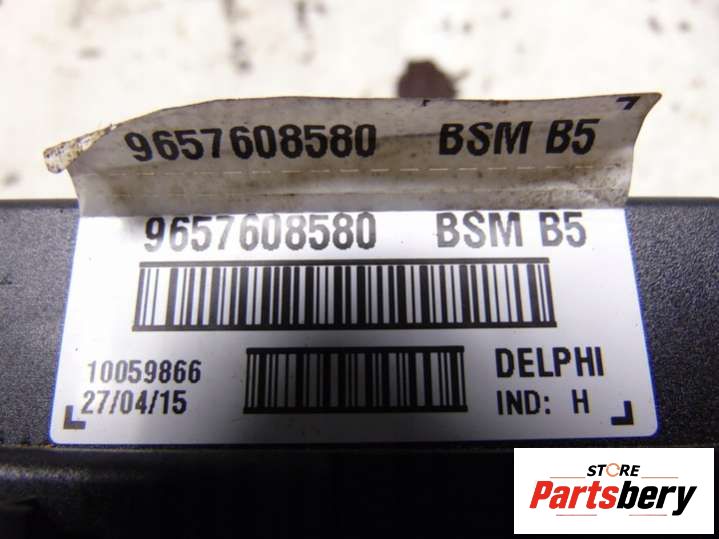 9657608580 BSM B5
9657608580 BSM B5
10059866 DELPHI
27/04/15 IND: H
STORE
Partsbery